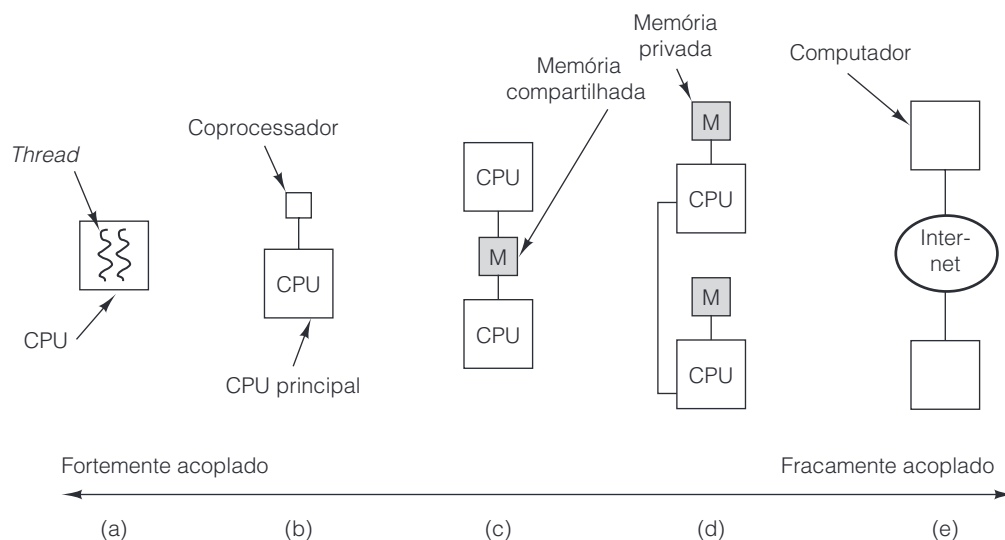 Thread
CPU
Coprocessador
CPU
CPU principal
Memória
compartilhada
CPU
M
CPU
Memória
privada
M
CPU
M
CPU
Computador
Inter-
net
Fortemente acoplado
Fracamente acoplado
(a)
(b)
(c)
(d)
(e)